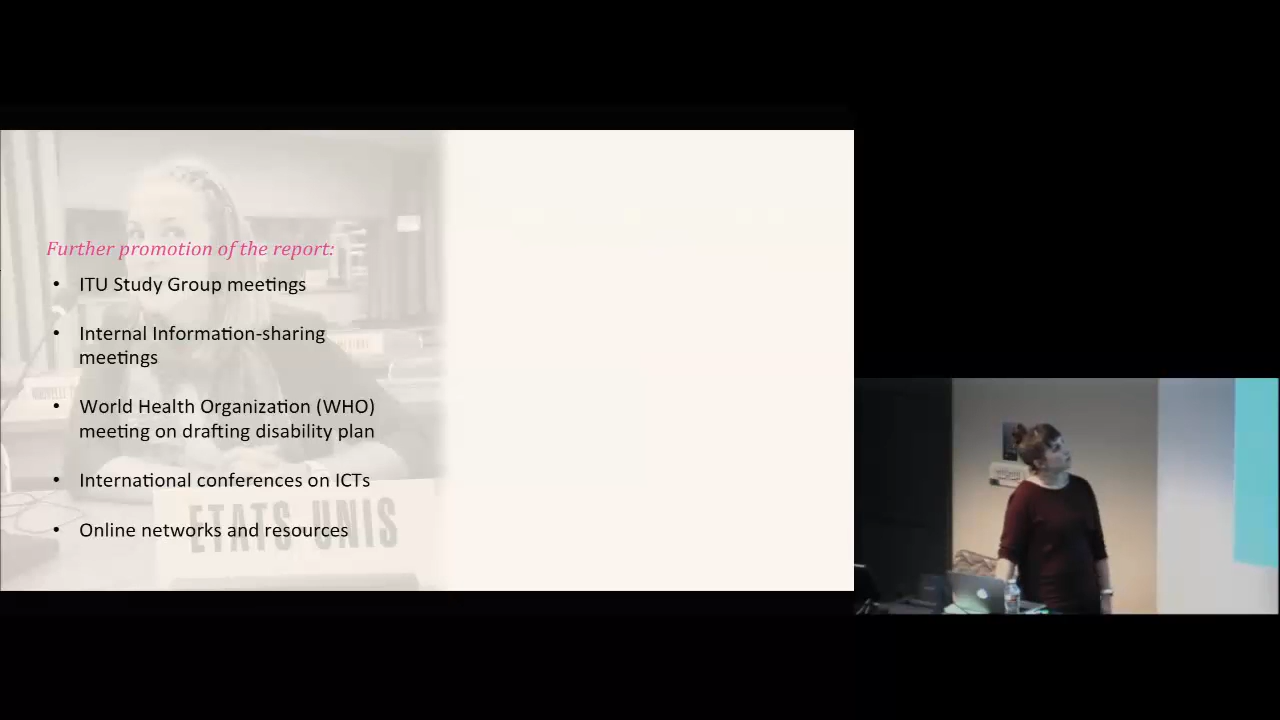 Further promotion of the report:
• ITU Study Group meetings
• Internal Information-sharing
meetings
• World Health Organization (WHO)
meeting on drafting disability plan
• International conferences on ICTs
• Online networks and resources
ETATS-UNIS